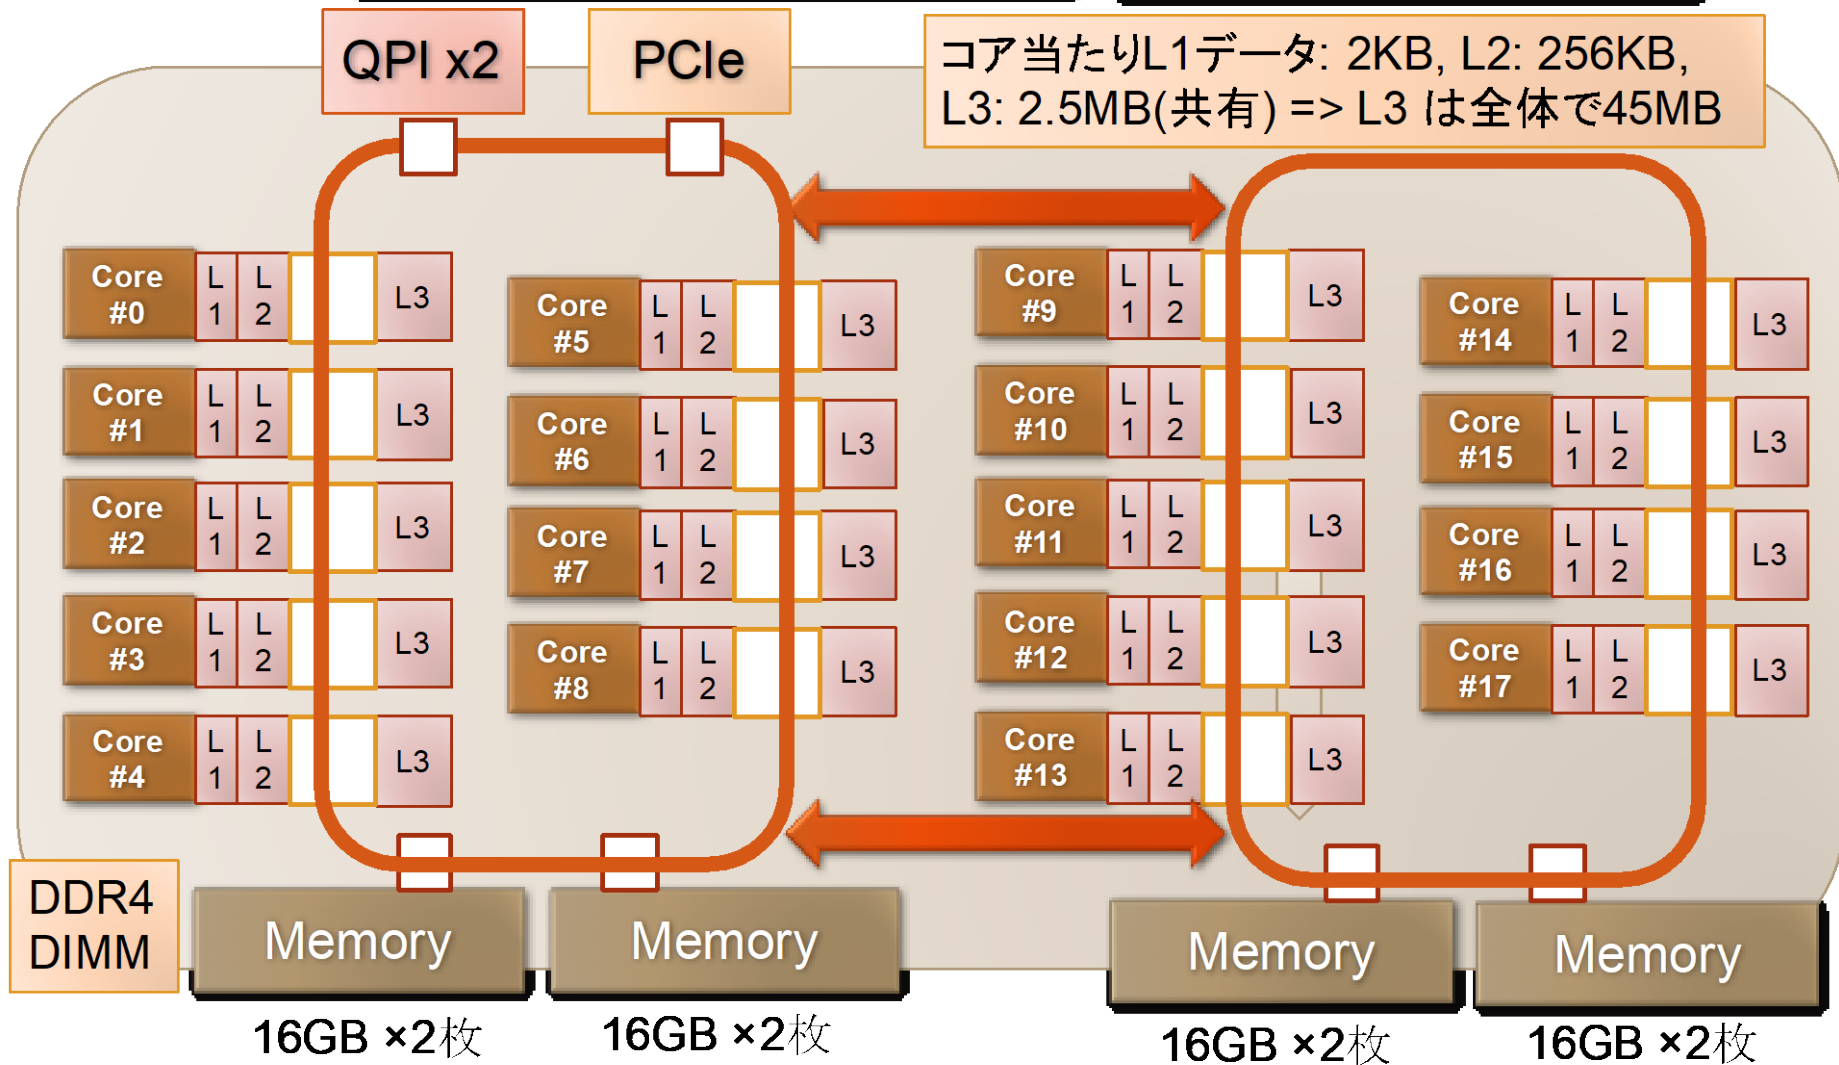 QPI x2
PCIe
コア当たりL1データ: 2KB, L2: 256KB,
L3: 2.5MB(共有) => L3 は全体で45MB
Core
#0
L
1
L
2
L3
Core
#1
L
1
L
2
L3
Core
#2
L
1
L
2
L3
Core
#3
L
1
L
2
L3
Core
#4
L
1
L
2
L3
Core
#5
L
1
L
2
L3
Core
#6
L
1
L
2
L3
Core
#7
L
1
L
2
L3
Core
#8
L
1
L
2
L3
Core
#9
L
1
L
2
L3
Core
#10
L
1
L
2
L3
Core
#11
L
1
L
2
L3
Core
#12
L
1
L
2
L3
Core
#13
L
1
L
2
L3
Core
#14
L
1
L
2
L3
Core
#15
L
1
L
2
L3
Core
#16
L
1
L
2
L3
Core
#17
L
1
L
2
L3
DDR4
DIMM
Memory
Memory
Memory
Memory
16GB ×2枚
16GB ×2枚
16GB ×2枚
16GB ×2枚